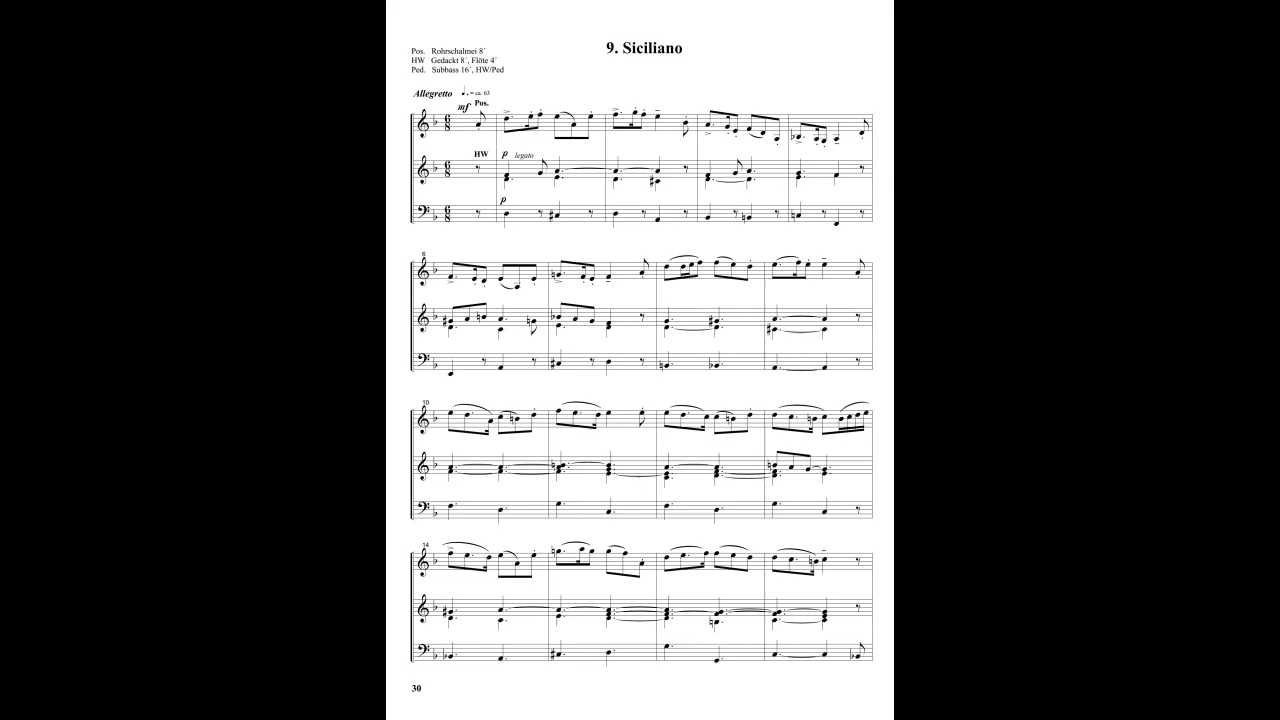 9. Siciliano
Pos. Rohrschalmei 8´
HW Gedackt 8´, Flöte 4´
Ped. Subbass 16´, HW/Ped
Allegretto ♩. = ca. 63
mf Pos.
HW p legato
p
6
10
14
30